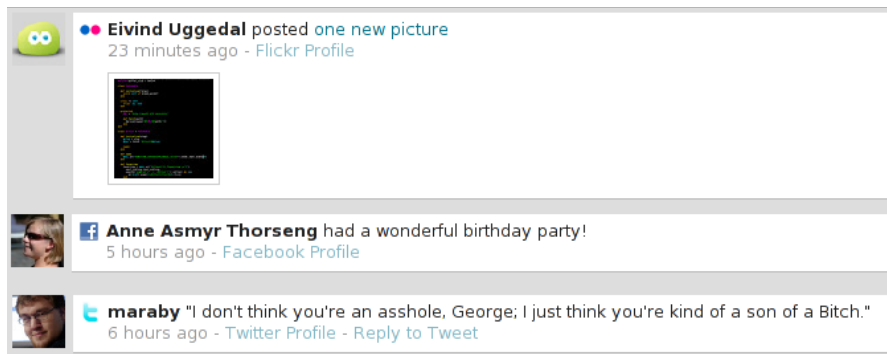 Eivind Uggedal posted one new picture
23 minutes ago - Flickr Profile
Anne Asmyr Thorseng had a wonderful birthday party!
5 hours ago - Facebook Profile
maraby "I don't think you're an asshole, George; I just think you're kind of a son of a Bitch."
6 hours ago - Twitter Profile - Reply to Tweet